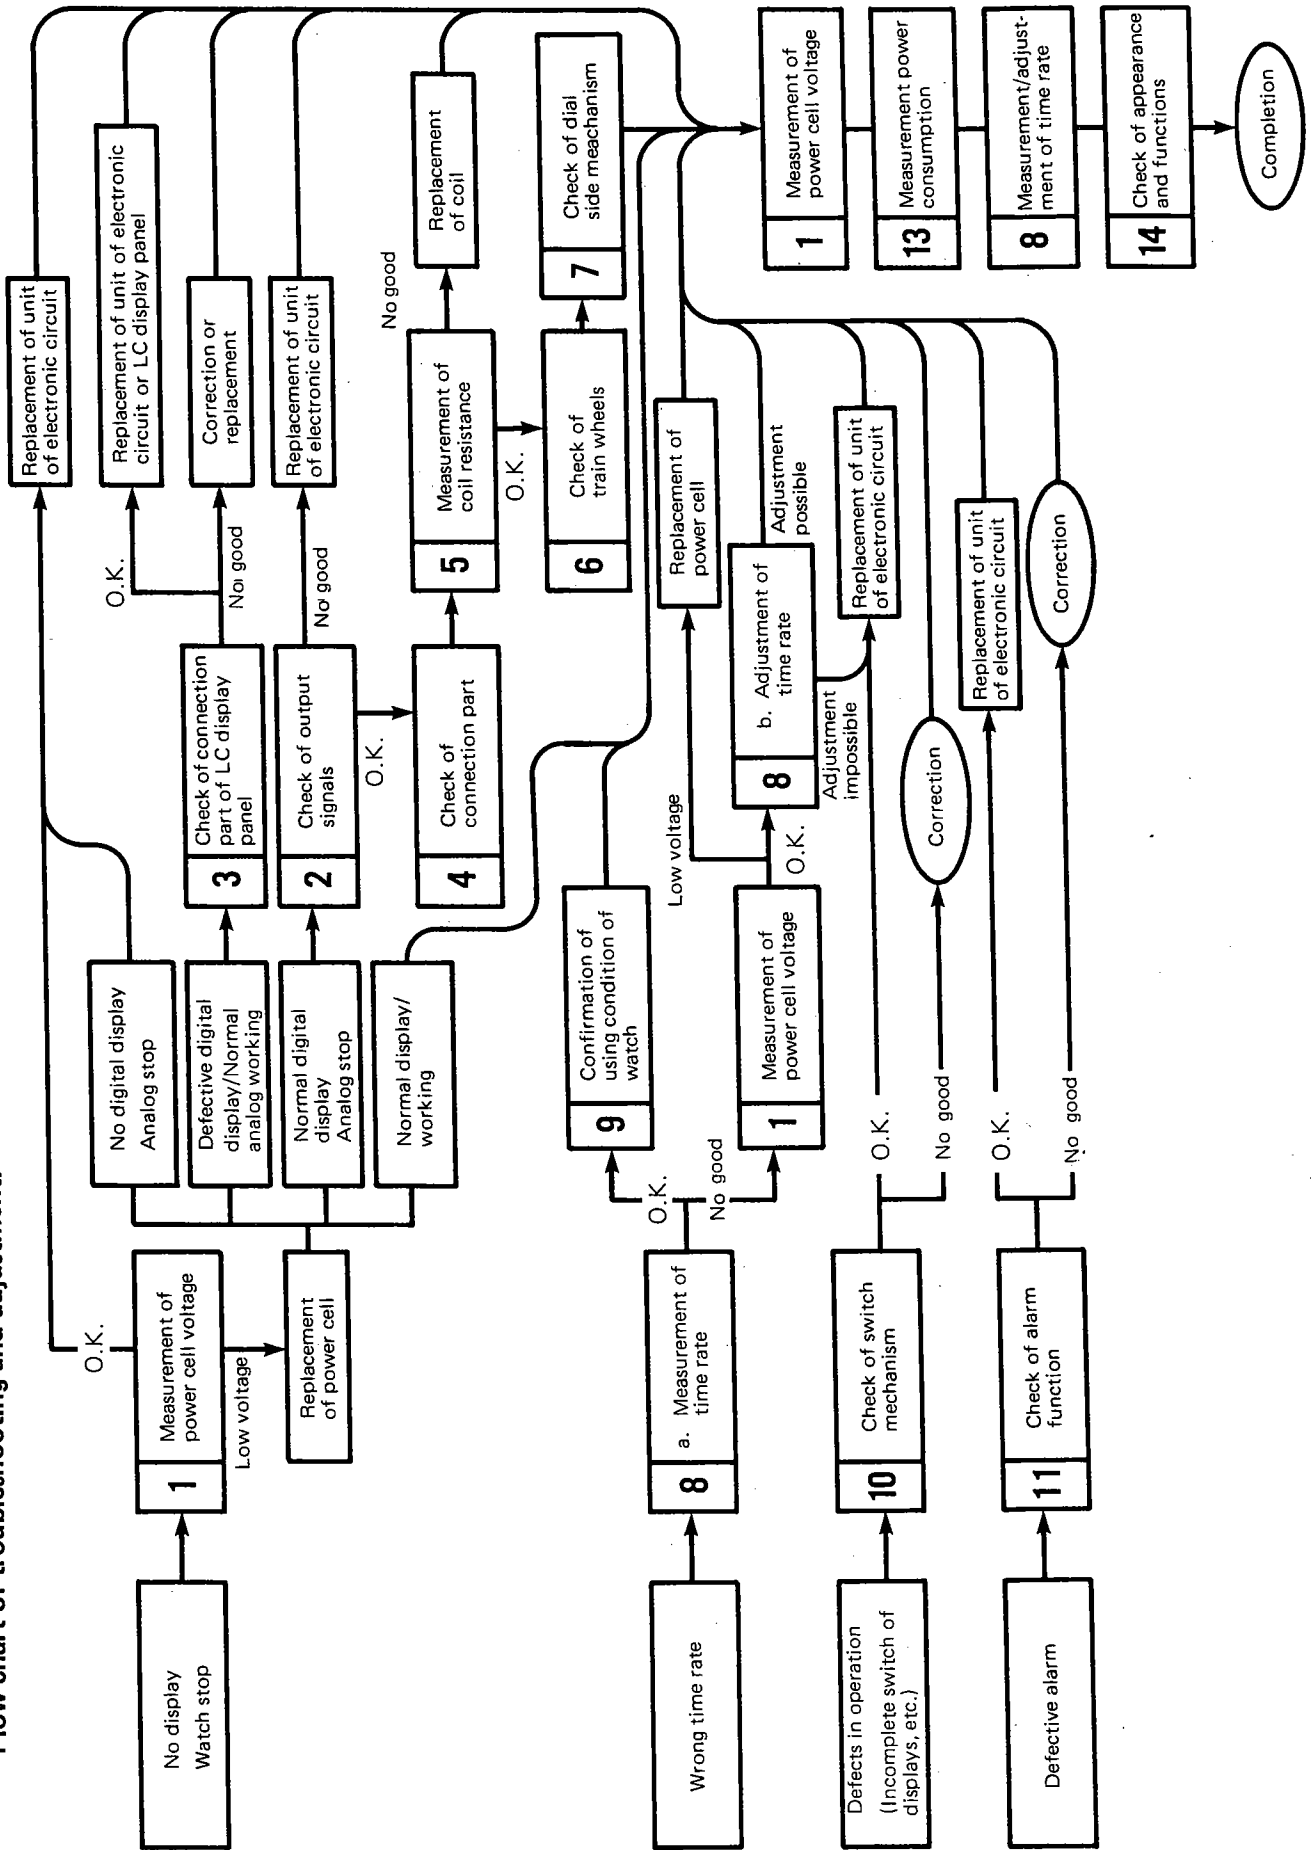 Flow chart of troubleshooting and adjustment.
No display
Watch stop
1
Measurement of
power cell voltage
O.K.
Low voltage
Replacement
of power cell
No digital display
Analog stop
Defective digital
display/Normal
analog working
Normal digital
display
Analog stop
Normal display/
working
3
Check of connection
part of LC display
panel
O.K.
No good
2
Check of output
signals
No good
O.K.
4
Check of
connection part
5
Measurement of
coil resistance
No good
O.K.
6
Check of
train wheels
7
Check of dial
side meachanism
Replacement
of coil
Replacement of unit
of electronic circuit
Replacement of unit of electronic
circuit or LC display panel
Correction or
replacement
Replacement of unit
of electronic circuit
Wrong time rate
8
a. Measurement of
time rate
O.K.
No good
9
Confirmation of
using condition of
watch
1
Measurement of
power cell voltage
Low voltage
O.K.
Replacement of
power cell
8
b. Adjustment of
time rate
Adjustment
possible
Adjustment
impossible
Replacement of unit
of electronic circuit
Defects in operation
(Incomplete switch of
displays, etc.)
10
Check of switch
mechanism
O.K.
No good
Correction
Defective alarm
11
Check of alarm
function
O.K.
No good
Replacement of unit
of electronic circuit
Correction
1
Measurement of
power cell voltage
13
Measurement power
consumption
8
Measurement/adjust-
ment of time rate
14
Check of appearance
and functions
Completion